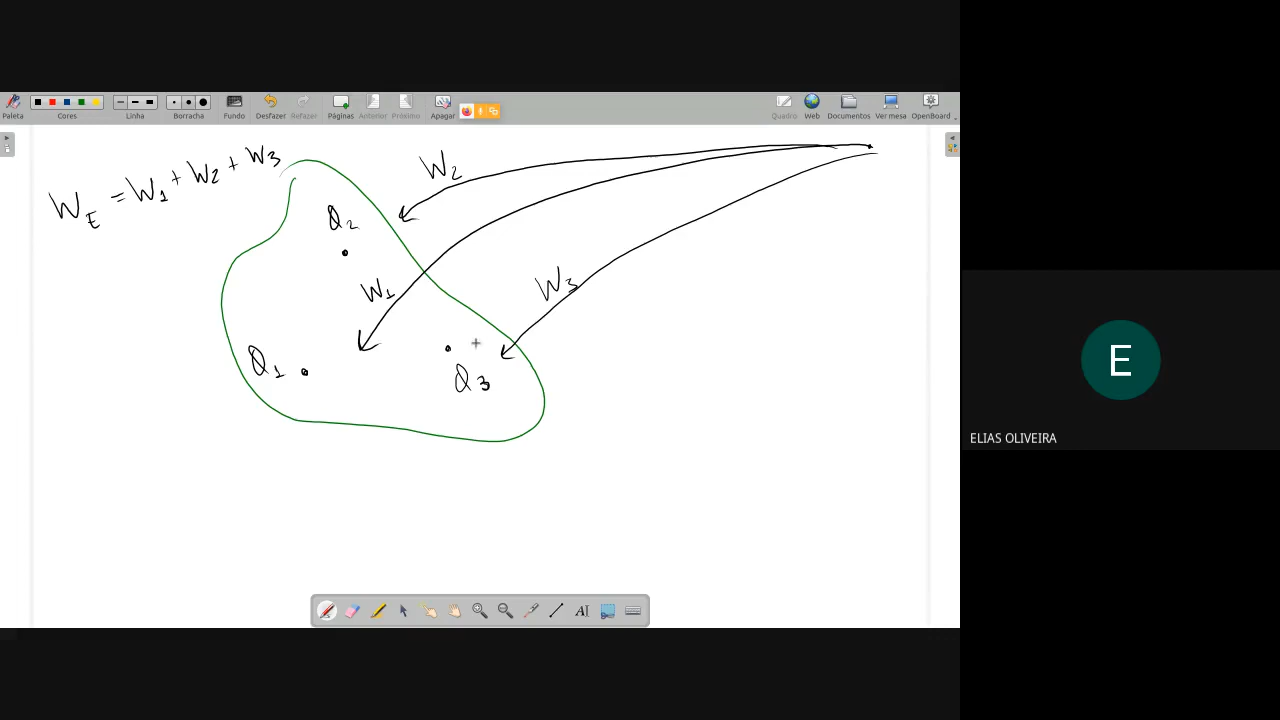 Paleta
Cores
Linha
Borracha
Fundo
Desfazer
Refazer
Páginas
Anterior
Próximo
Apagar
Quadro
Web
Documentos
Ver mesa
OpenBoard
W_E = W_1 + W_2 + W_3
W_2
Q_2
W_1
W_3
Q_1
Q_3
AI
E
ELIAS OLIVEIRA